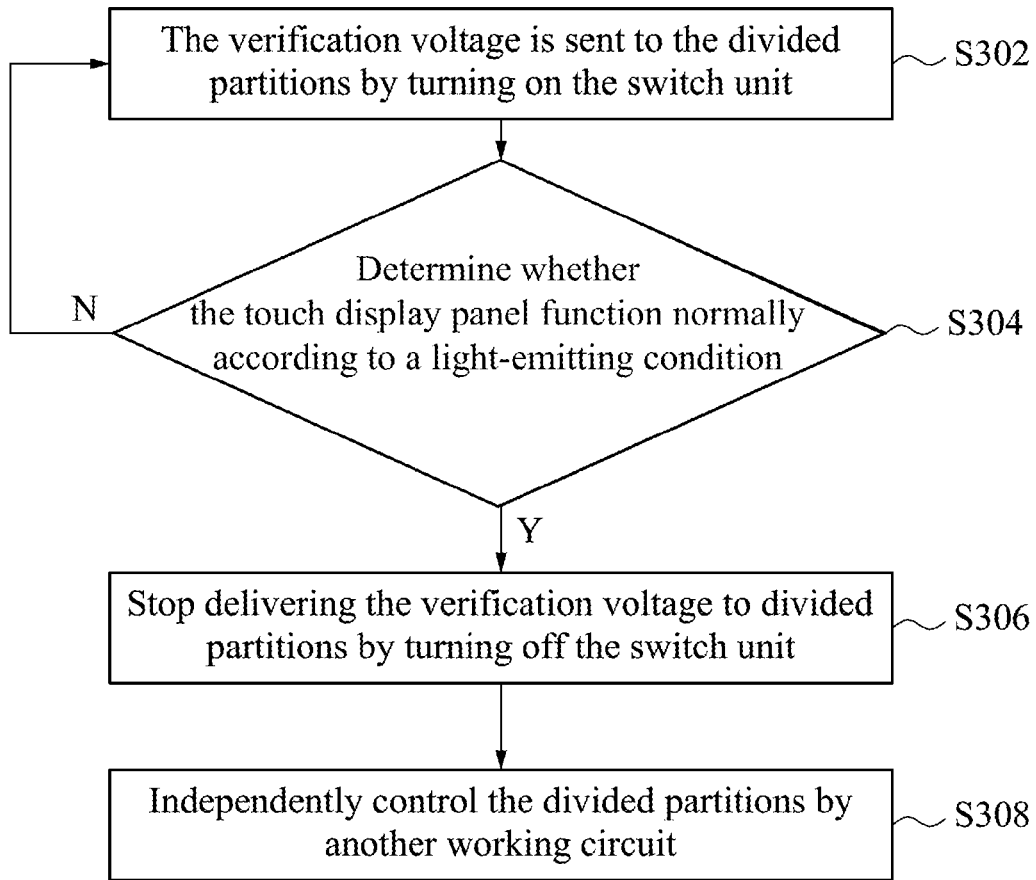 The verification voltage is sent to the divided
partitions by turning on the switch unit
S302
Determine whether
the touch display panel function normally
according to a light-emitting condition
S304
N
Y
Stop delivering the verification voltage to divided
partitions by turning off the switch unit
S306
Independently control the divided partitions by
another working circuit
S308